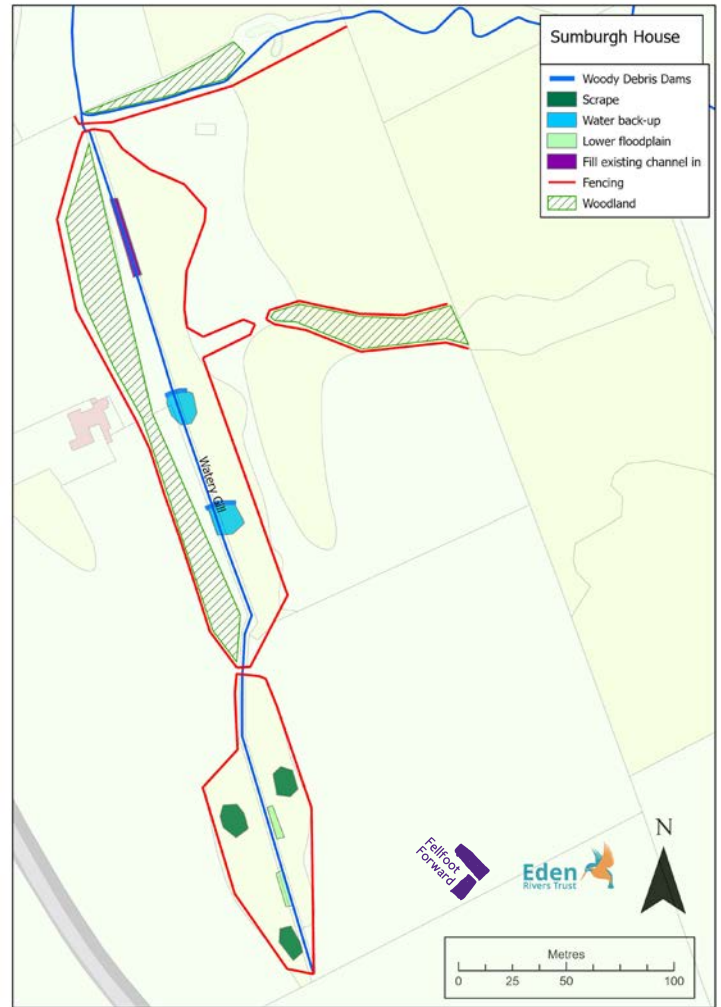 Sumburgh House
Woody Debris Dams
Scrape
Water back-up
Lower floodplain
Fill existing channel in
Fencing
Woodland
Watery Gill
Fellfoot
Forward
Eden
Rivers Trust
N
Metres
0 25 50 100